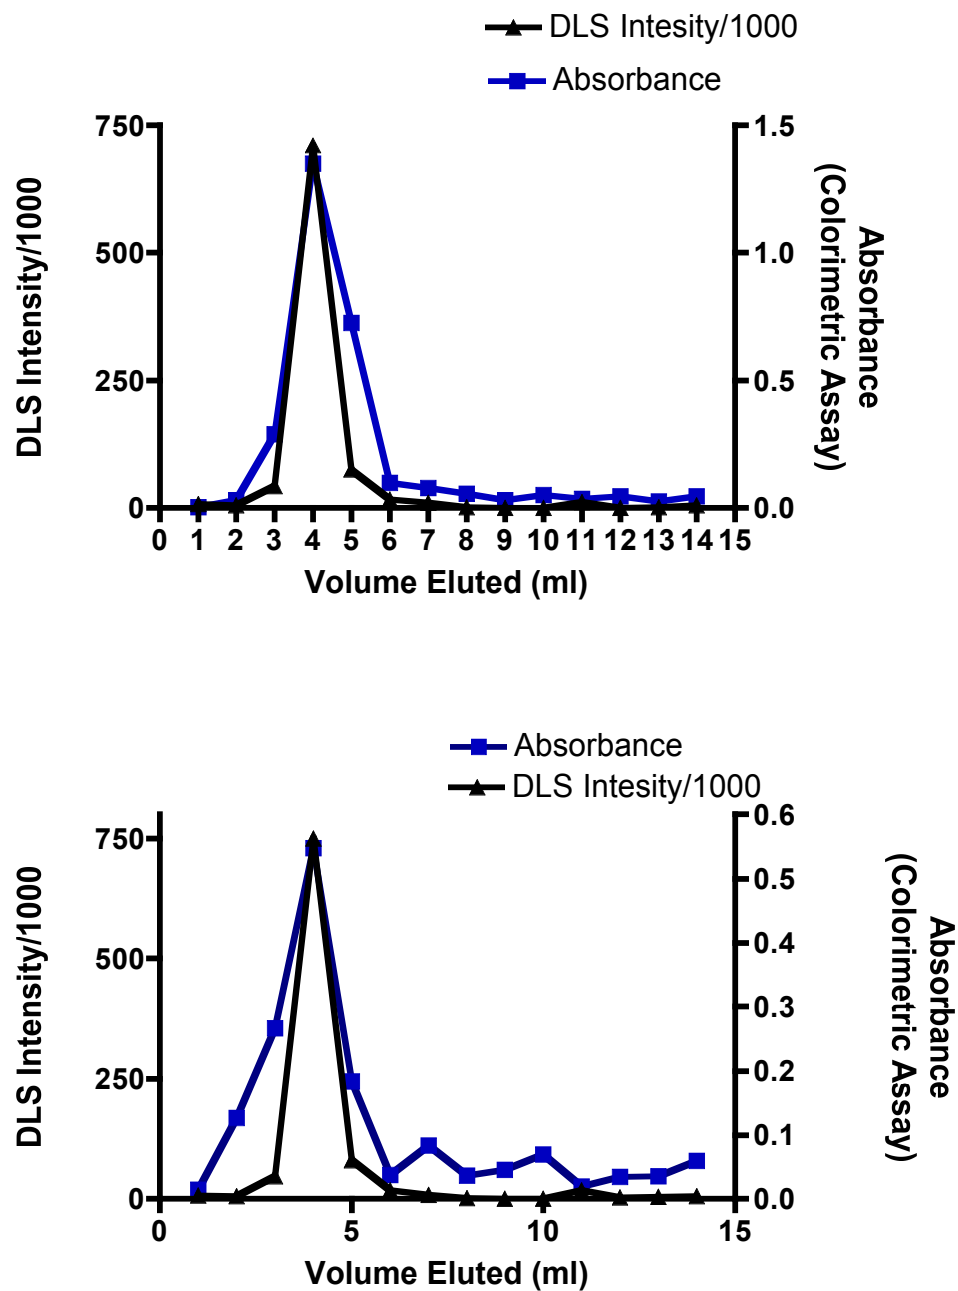 DLS Intesity/1000
Absorbance
750
500
250
0
DLS Intensity/1000
1.5
1.0
0.5
0.0
Absorbance
(Colorimetric Assay)
0 1 2 3 4 5 6 7 8 9 10 11 12 13 14 15
Volume Eluted (ml)
Absorbance
DLS Intesity/1000
750
500
250
0
DLS Intensity/1000
0.6
0.5
0.4
0.3
0.2
0.1
0.0
Absorbance
(Colorimetric Assay)
0 5 10 15
Volume Eluted (ml)